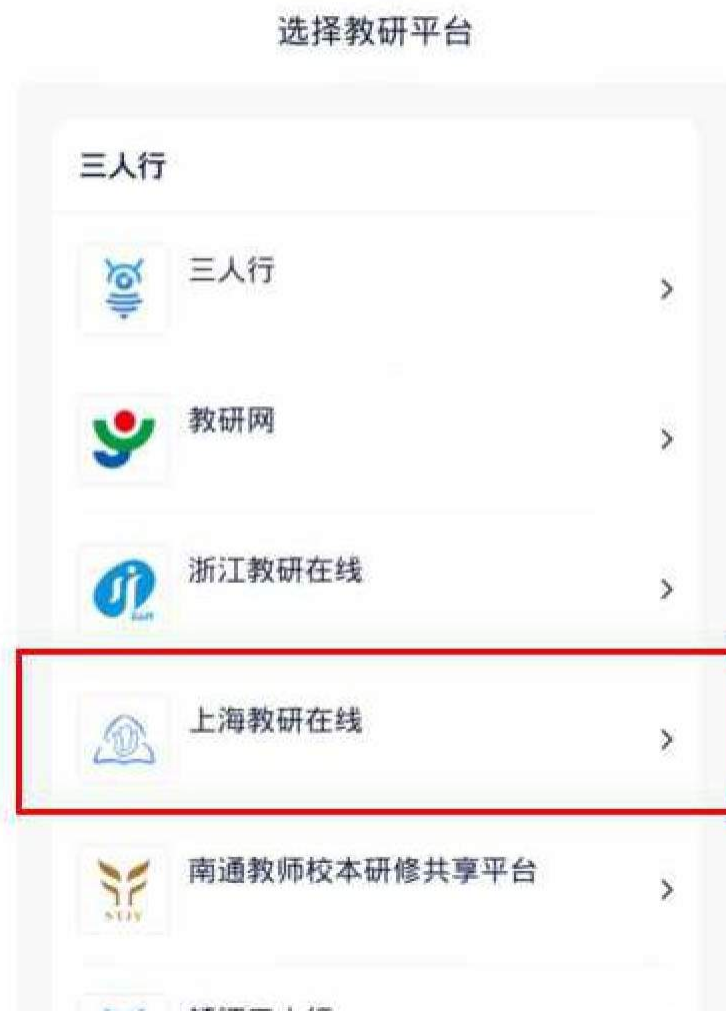 选择教研平台
三人行
三人行
教研网
浙江教研在线
上海教研在线
南通教师校本研修共享平台